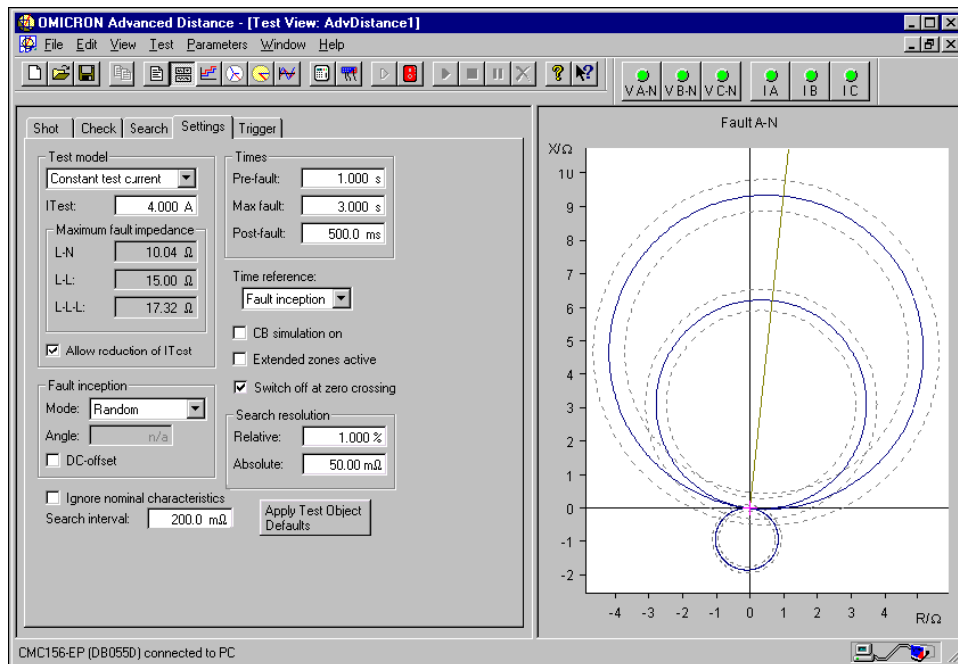 OMICRON Advanced Distance - [Test View: AdvDistance1]
File Edit View Test Parameters Window Help
V A-N V B-N V C-N I A I B I C
Shot Check Search Settings Trigger
Test model
Constant test current
ITest: 4.000 A
Maximum fault impedance
L-N 10.04 Ω
L-L: 15.00 Ω
L-L-L: 17.32 Ω
Allow reduction of ITest
Fault inception
Mode: Random
Angle: n/a
DC-offset
Ignore nominal characteristics
Search interval: 200.0 mΩ
Times
Pre-fault: 1.000 s
Max fault: 3.000 s
Post-fault: 500.0 ms
Time reference:
Fault inception
CB simulation on
Extended zones active
Switch off at zero crossing
Search resolution
Relative: 1.000 %
Absolute: 50.00 mΩ
Apply Test Object
Defaults
Fault A-N
X/Ω
10
9
8
7
6
5
4
3
2
1
0
-1
-2
-4 -3 -2 -1 0 1 2 3 4 R/Ω
CMC156-EP (DB055D) connected to PC